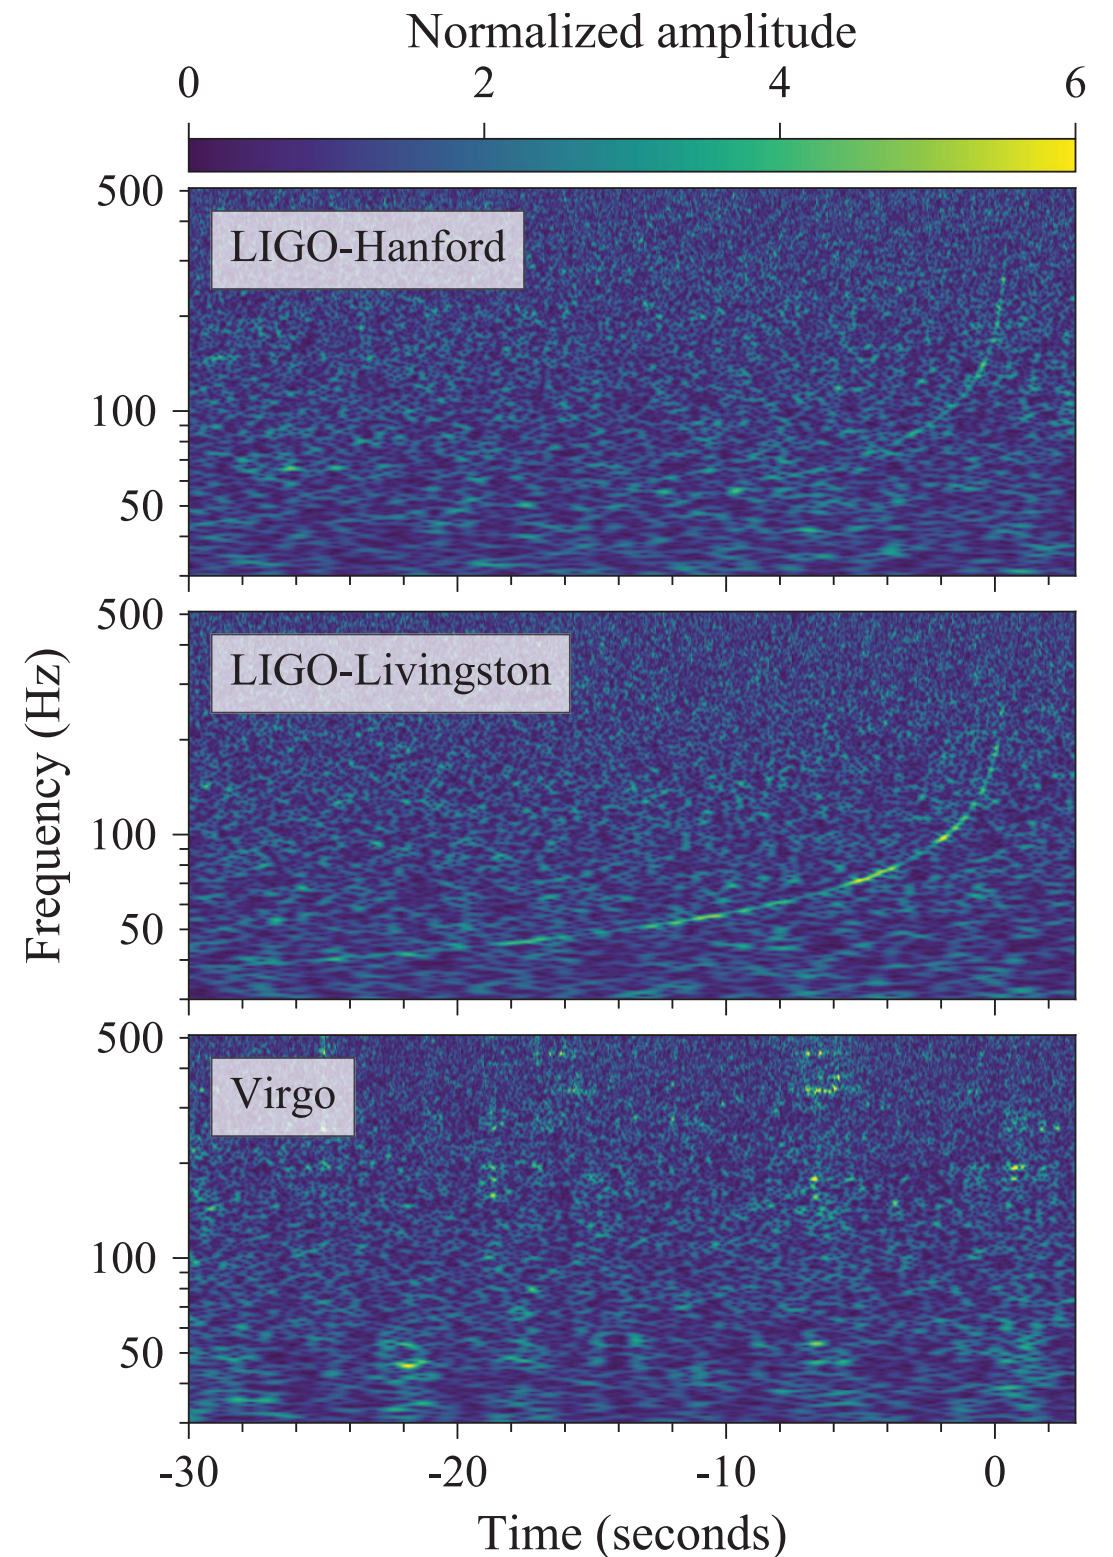 Normalized amplitude
0 2 4 6
500
LIGO-Hanford
100
50
500
LIGO-Livingston
Frequency (Hz)
100
50
500
Virgo
100
50
-30 -20 -10 0
Time (seconds)